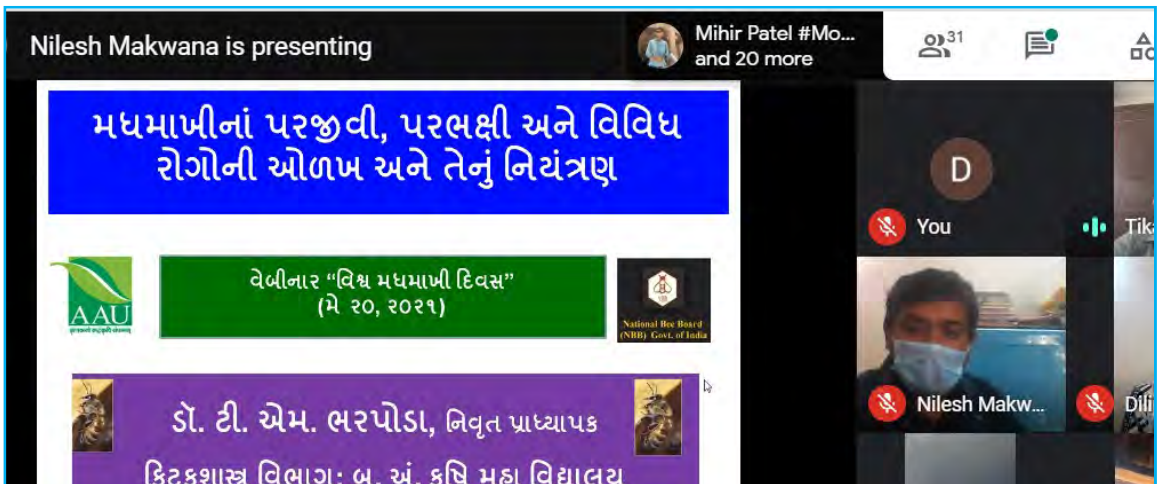 Nilesh Makwana is presenting
Mihir Patel #Mo...
and 20 more
31
મધમાખીનાં પરજીવી, પરભક્ષી અને વિવિધ
રોગોની ઓળખ અને તેનું નિયંત્રણ
D
You
Tik
AAU
વેબીનાર “વિશ્વ મધમાખી દિવસ”
(મે ૨૦, ૨૦૨૧)
National Bee Board
(NBB) Govt. of India
Nilesh Makw...
Dili
ડૉ. ટી. એમ. ભરપોડા, નિવૃત પ્રાધ્યાપક
કિટકશાસ્ત્ર વિભાગ: બ. અં. કૃષિ મહા વિદ્યાલય